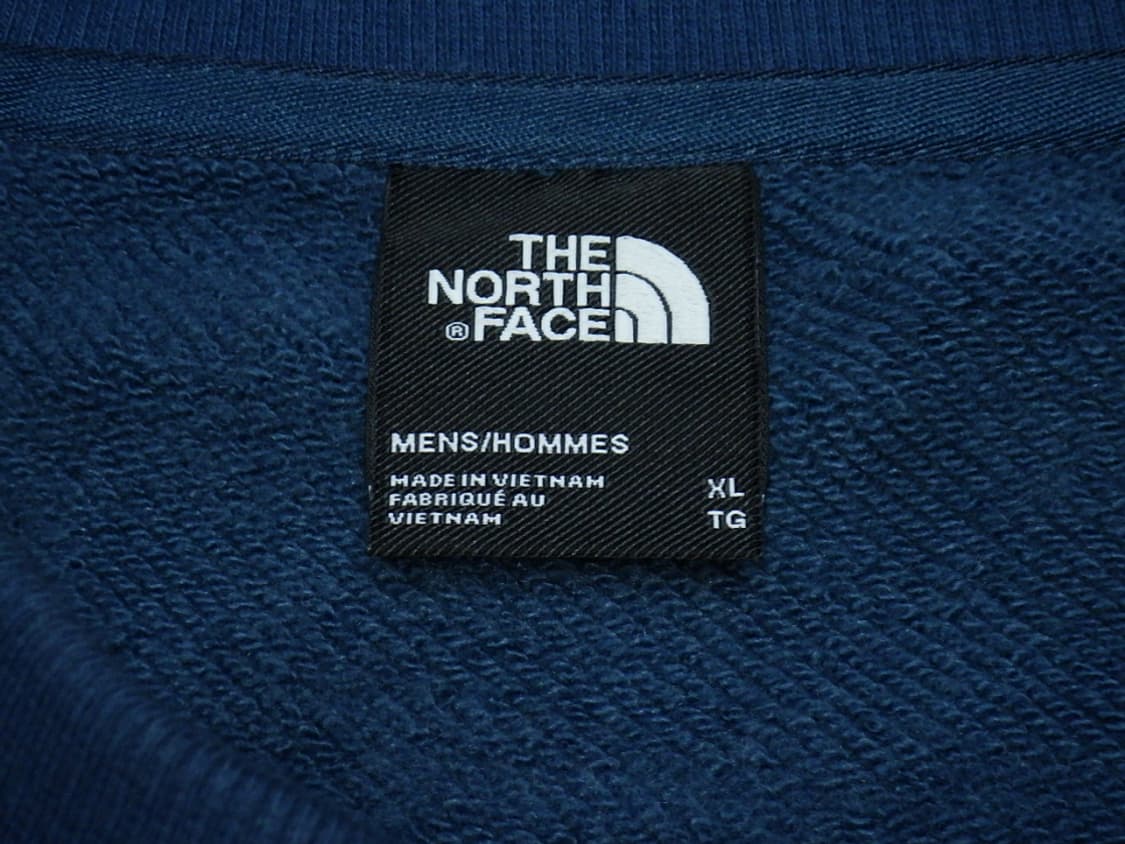 THE
NORTH
® FACE
MENS/HOMMES
MADE IN VIETNAM
FABRIQUÉ AU
VIETNAM
XL
TG